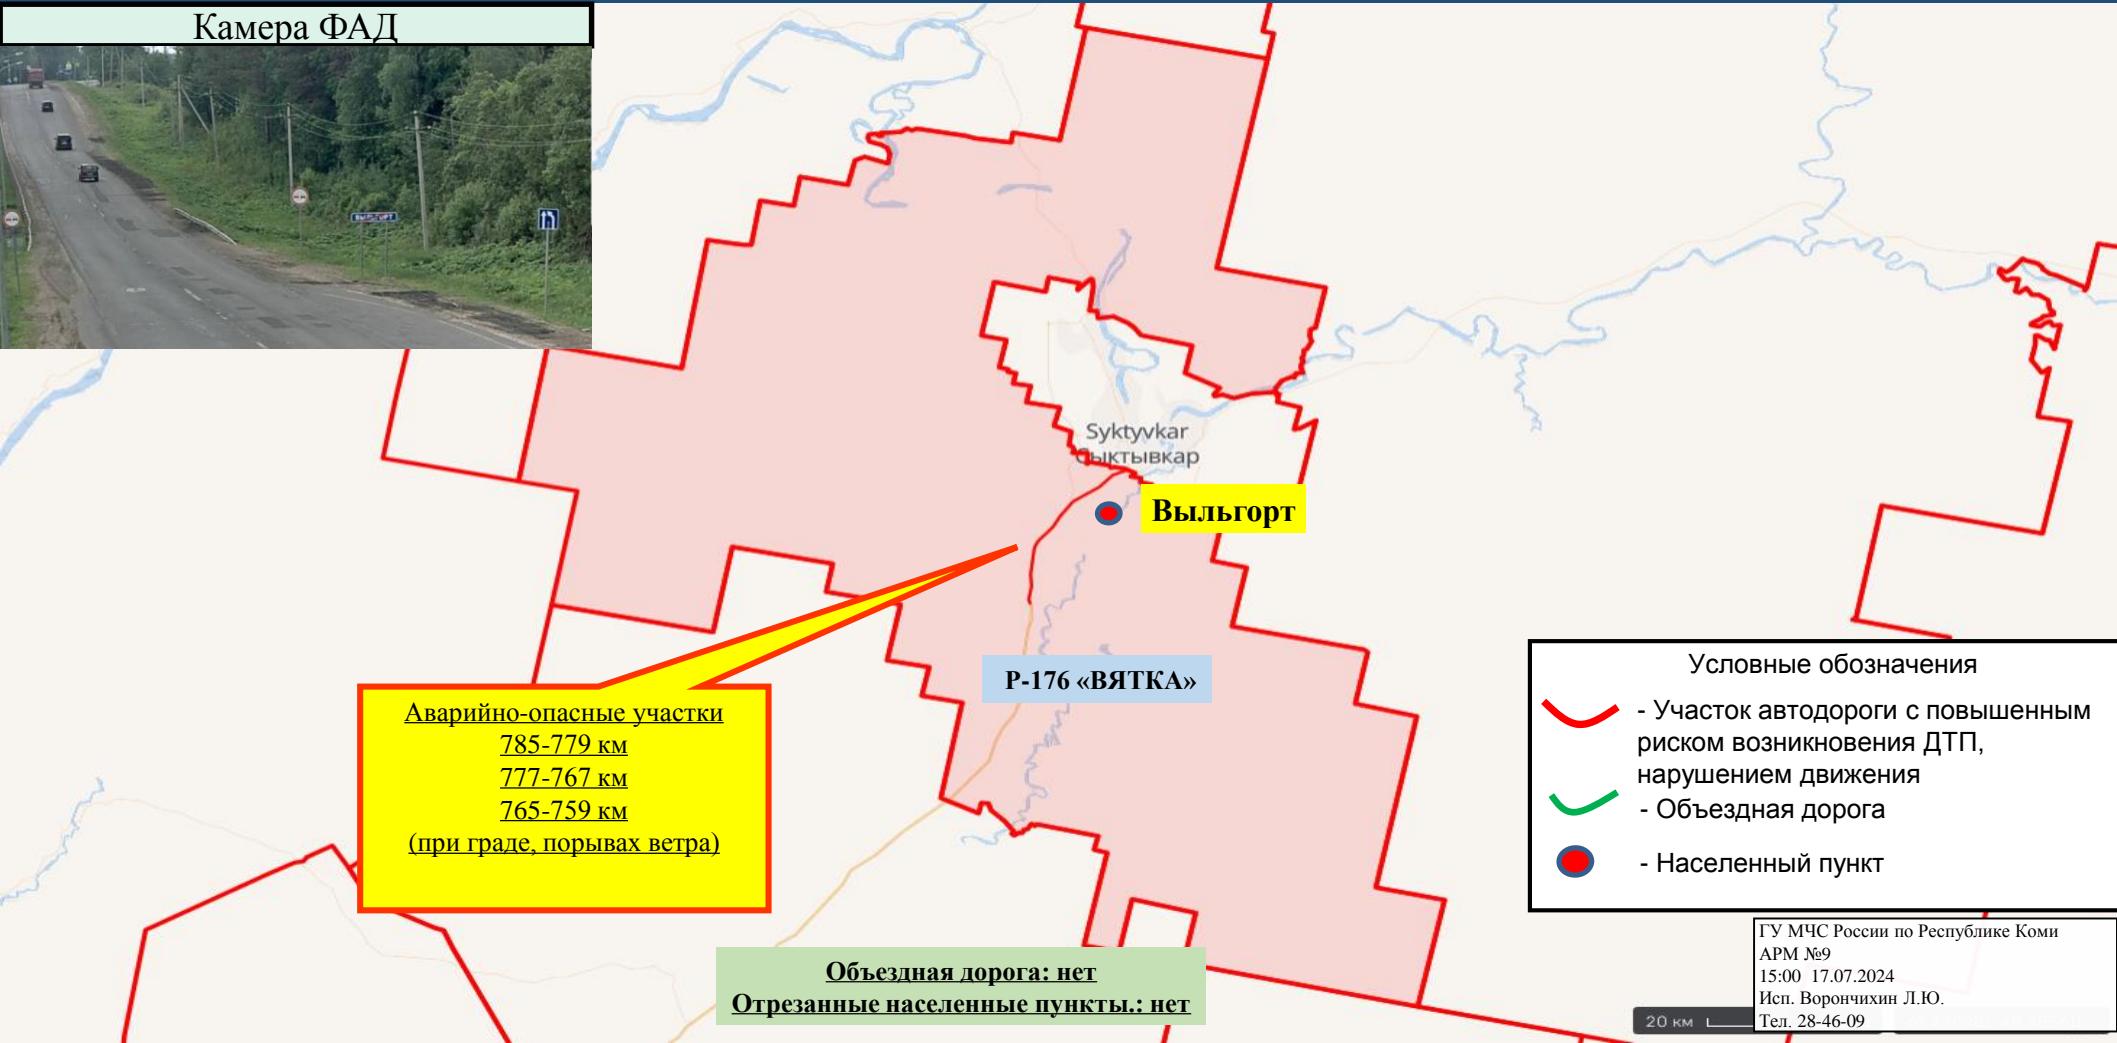 Камера ФАД
ВЫЛЬГОРТ
Syktyvkar
Сыктывкар
Выльгорт
Р-176 «ВЯТКА»
Аварийно-опасные участки
785-779 км
777-767 км
765-759 км
(при граде, порывах ветра)
Условные обозначения
- Участок автодороги с повышенным
риском возникновения ДТП,
нарушением движения
- Объездная дорога
- Населенный пункт
Объездная дорога: нет
Отрезанные населенные пункты.: нет
ГУ МЧС России по Республике Коми
АРМ №9
15:00 17.07.2024
Исп. Ворончихин Л.Ю.
Тел. 28-46-09
20 км